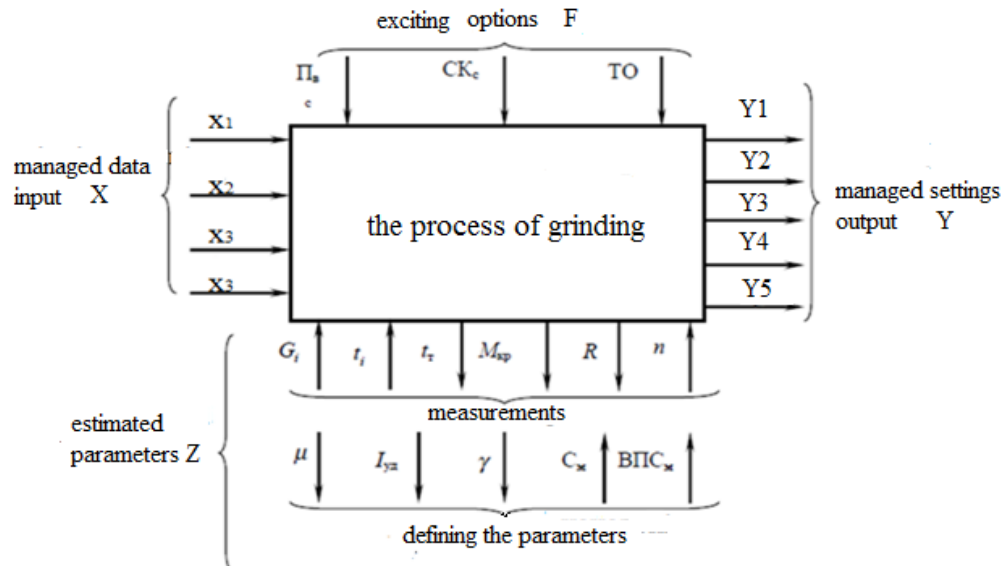 exciting options F
Пв
с
СКс
ТО
X1
X2
X3
X3
managed data
input X
the process of grinding
Y1
Y2
Y3
Y4
Y5
managed settings
output Y
Gi
ti
tт
Mкр
R
n
measurements
estimated
parameters Z
μ
Iуд
γ
Cж
ВПСж
defining the parameters